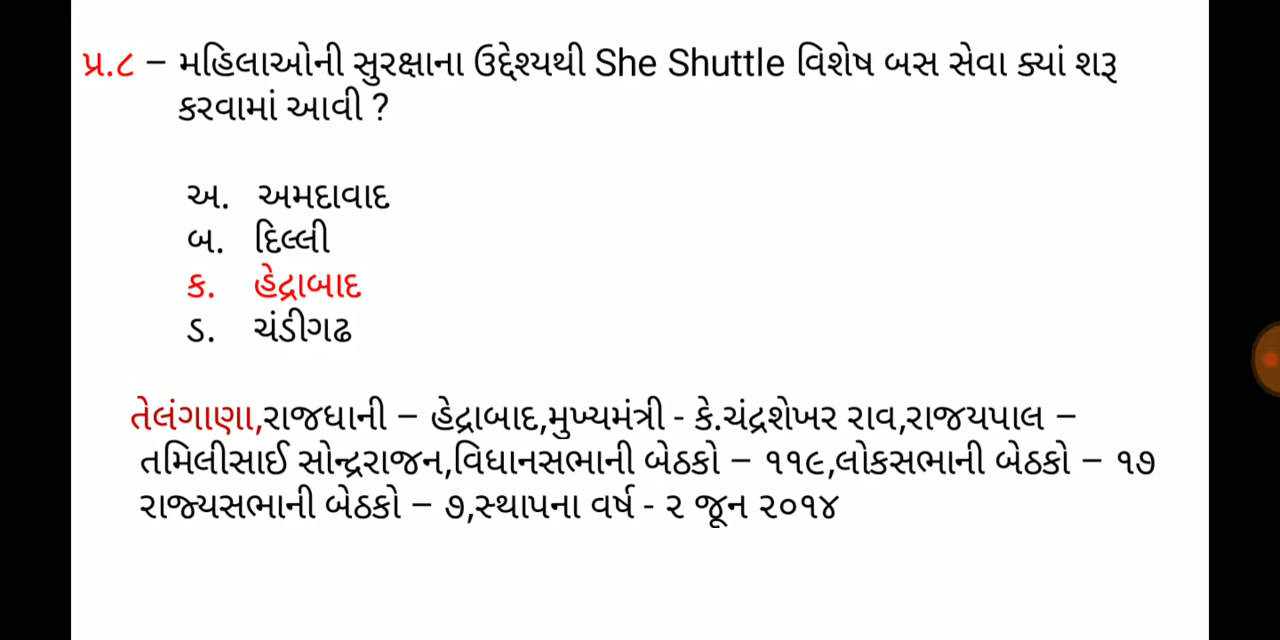 પ્ર.૮ – મહિલાઓની સુરક્ષાના ઉદ્દેશ્યથી She Shuttle વિશેષ બસ સેવા ક્યાં શરૂ
કરવામાં આવી ?
અ. અમદાવાદ
બ. દિલ્લી
ક. હેદ્રાબાદ
ડ. ચંડીગઢ
તેલંગાણા,રાજધાની – હેદ્રાબાદ,મુખ્યમંત્રી - કે.ચંદ્રશેખર રાવ,રાજયપાલ –
તમિલીસાઈ સોન્દ્રરાજન,વિધાનસભાની બેઠકો – ૧૧૯,લોકસભાની બેઠકો – ૧૭
રાજ્યસભાની બેઠકો – ૭,સ્થાપના વર્ષ - ૨ જૂન ૨૦૧૪